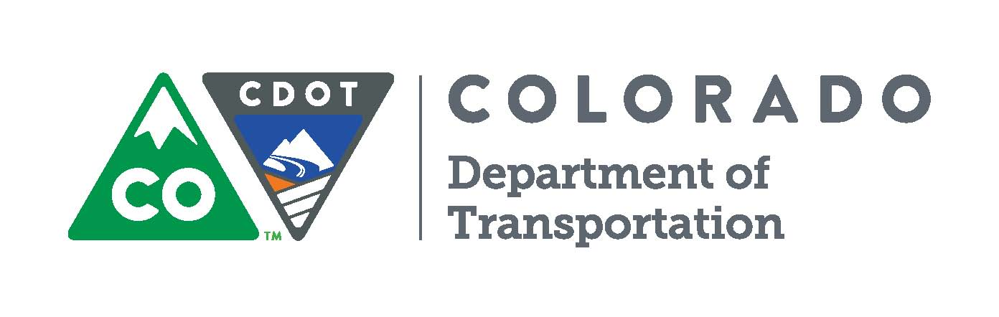 CO
TM
CDOT
COLORADO
Department of
Transportation